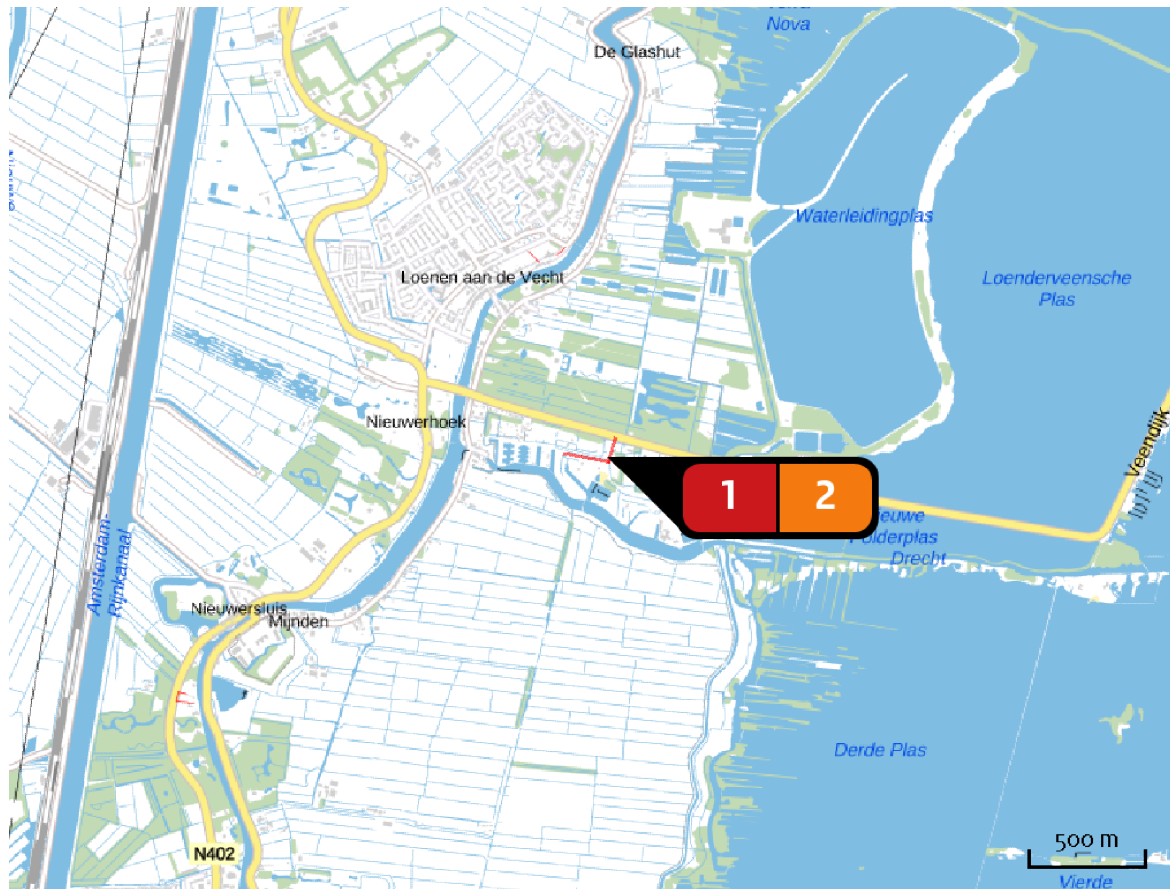 Nova
De Glashut
Waterleidingplas
Loenderveensche
Plas
Loenen aan de Vecht
Nieuwerhoek
Veendijk
1 2
Polderplas
Drecht
Amsterdam-
Rijnkanaal
Nieuwersluis
Mijnden
Derde Plas
500 m
N402
Vierde